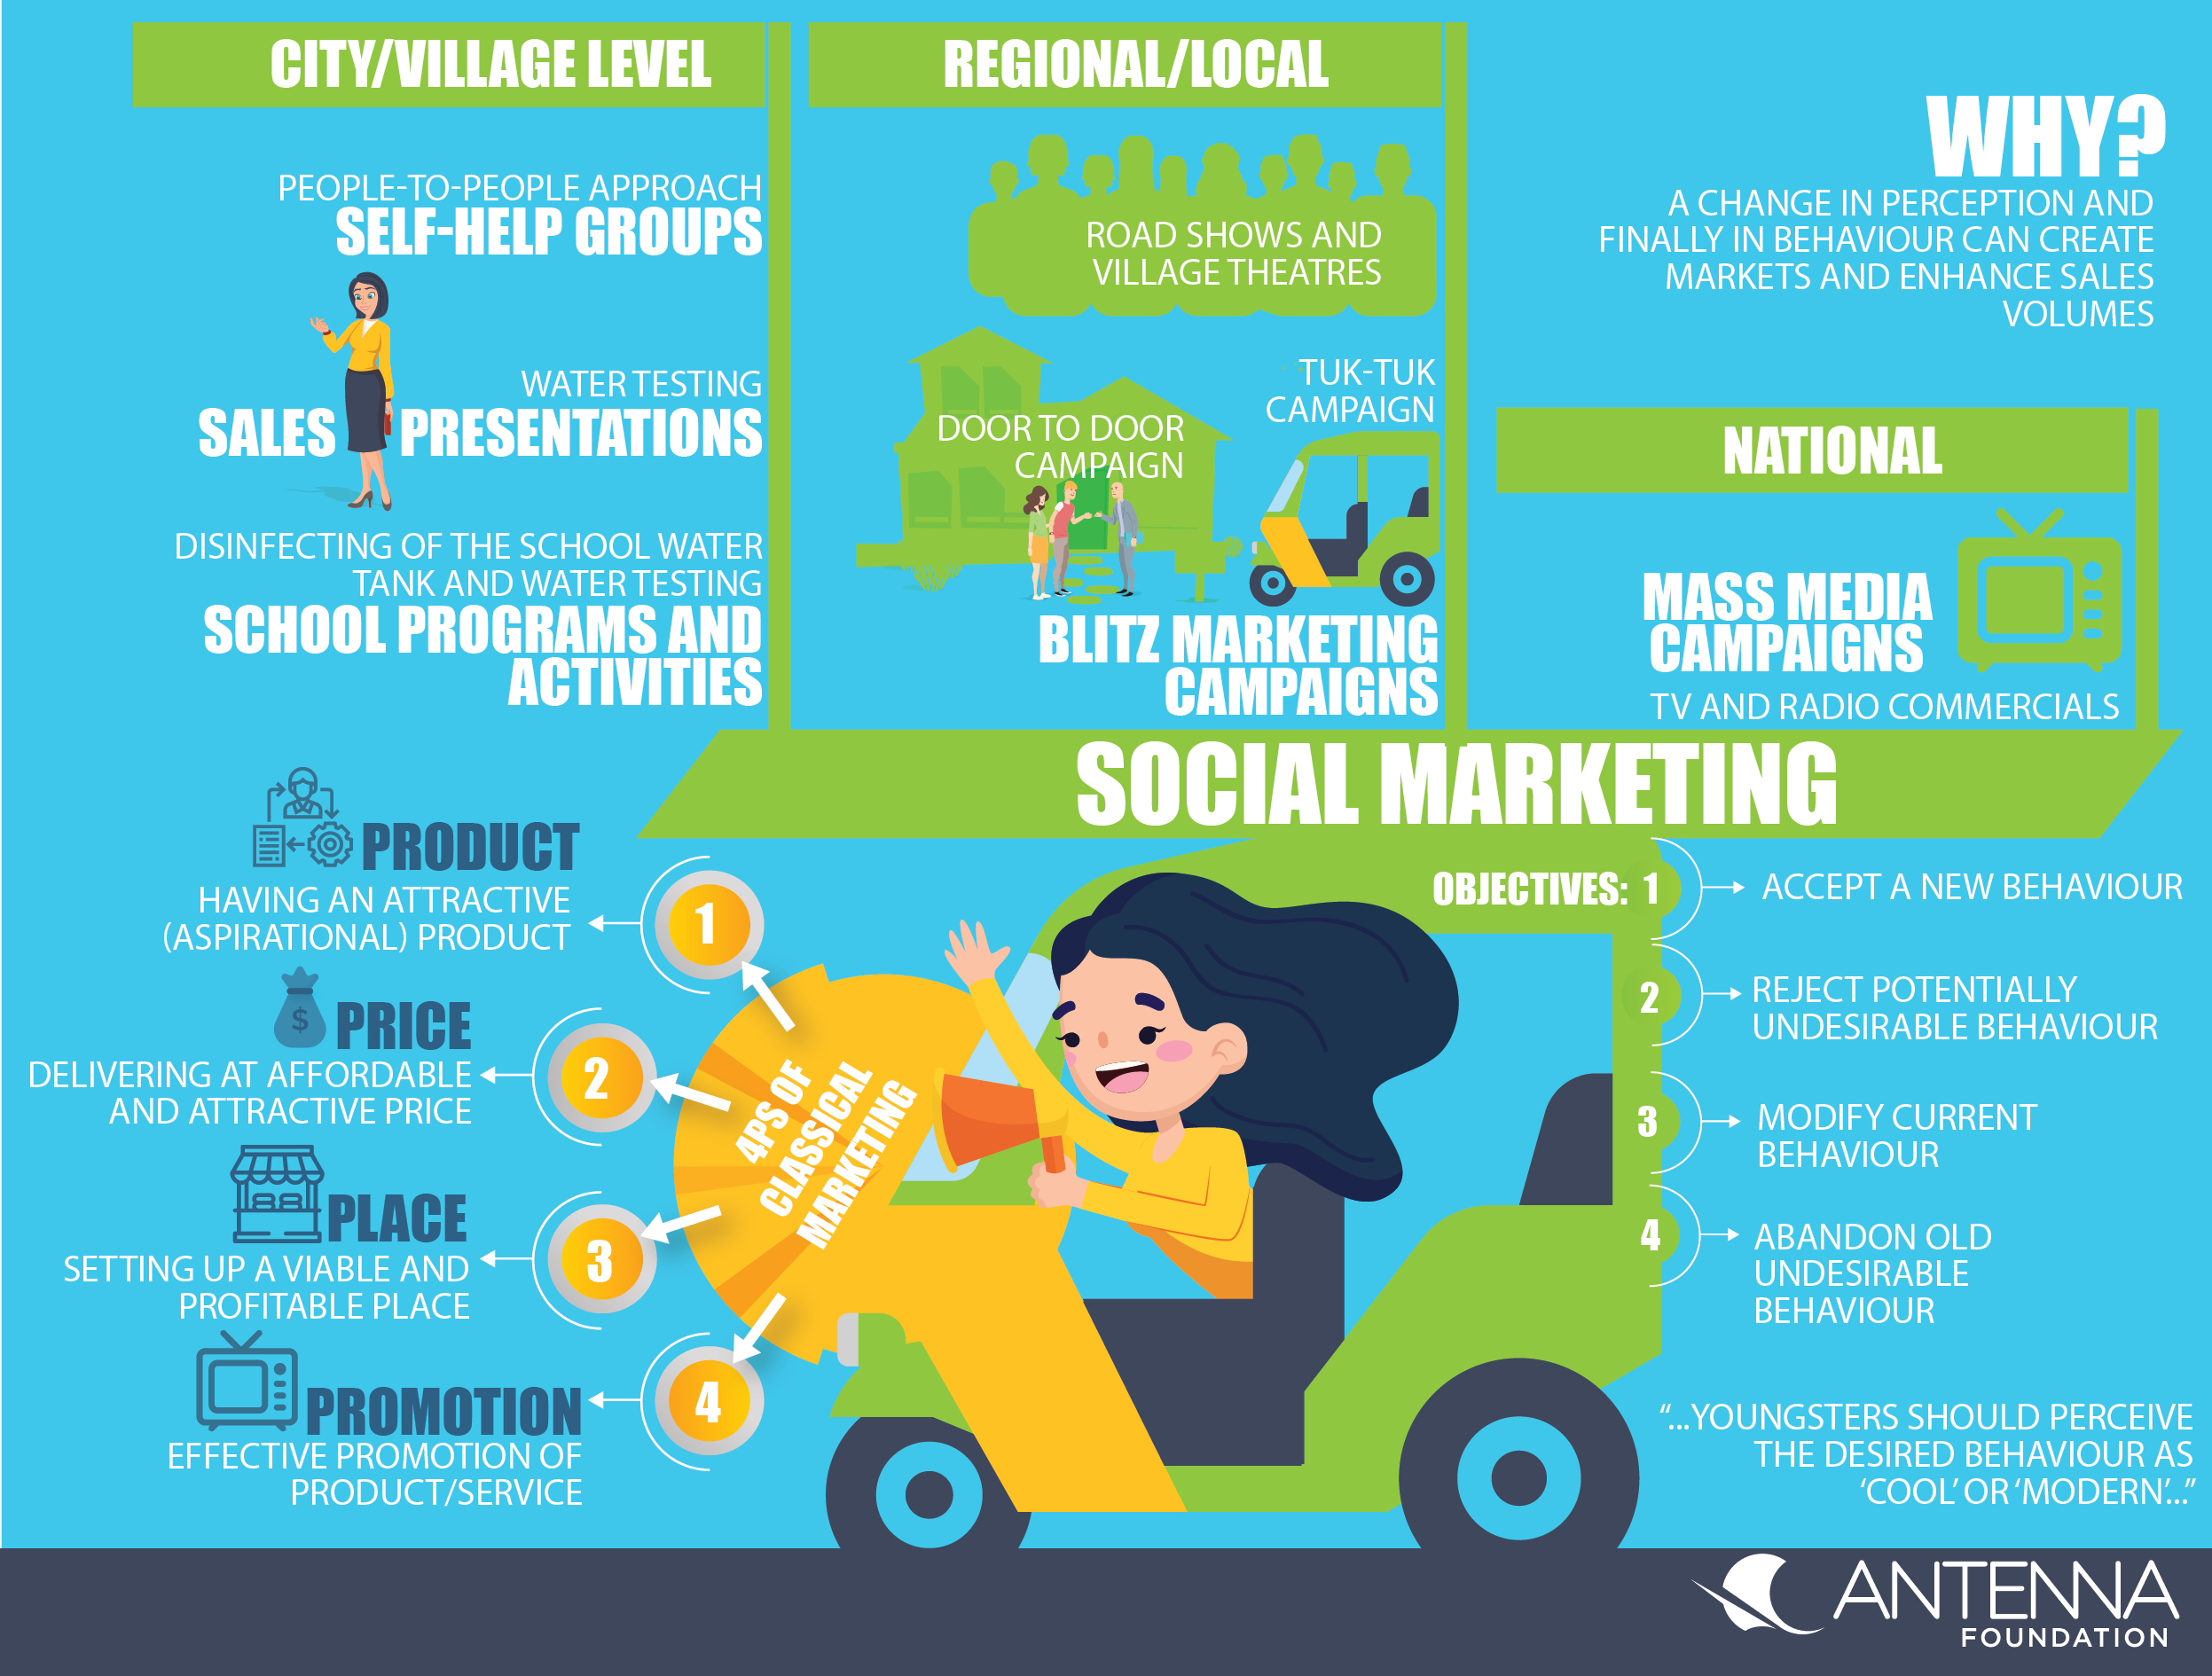 CITY/VILLAGE LEVEL
PEOPLE-TO-PEOPLE APPROACH
SELF-HELP GROUPS
WATER TESTING
SALES PRESENTATIONS
DISINFECTING OF THE SCHOOL WATER
TANK AND WATER TESTING
SCHOOL PROGRAMS AND
ACTIVITIES
REGIONAL/LOCAL
ROAD SHOWS AND
VILLAGE THEATRES
DOOR TO DOOR
CAMPAIGN
TUK-TUK
CAMPAIGN
BLITZ MARKETING
CAMPAIGNS
WHY?
A CHANGE IN PERCEPTION AND
FINALLY IN BEHAVIOUR CAN CREATE
MARKETS AND ENHANCE SALES
VOLUMES
NATIONAL
MASS MEDIA
CAMPAIGNS
TV AND RADIO COMMERCIALS
SOCIAL MARKETING
4PS OF
CLASSICAL
MARKETING
1
PRODUCT
HAVING AN ATTRACTIVE
(ASPIRATIONAL) PRODUCT
2
$
PRICE
DELIVERING AT AFFORDABLE
AND ATTRACTIVE PRICE
3
PLACE
SETTING UP A VIABLE AND
PROFITABLE PLACE
4
PROMOTION
EFFECTIVE PROMOTION OF
PRODUCT/SERVICE
OBJECTIVES:
1
ACCEPT A NEW BEHAVIOUR
2
REJECT POTENTIALLY
UNDESIRABLE BEHAVIOUR
3
MODIFY CURRENT
BEHAVIOUR
4
ABANDON OLD
UNDESIRABLE
BEHAVIOUR
“...YOUNGSTERS SHOULD PERCEIVE
THE DESIRED BEHAVIOUR AS
‘COOL’ OR ‘MODERN’...”
ANTENNA
FOUNDATION